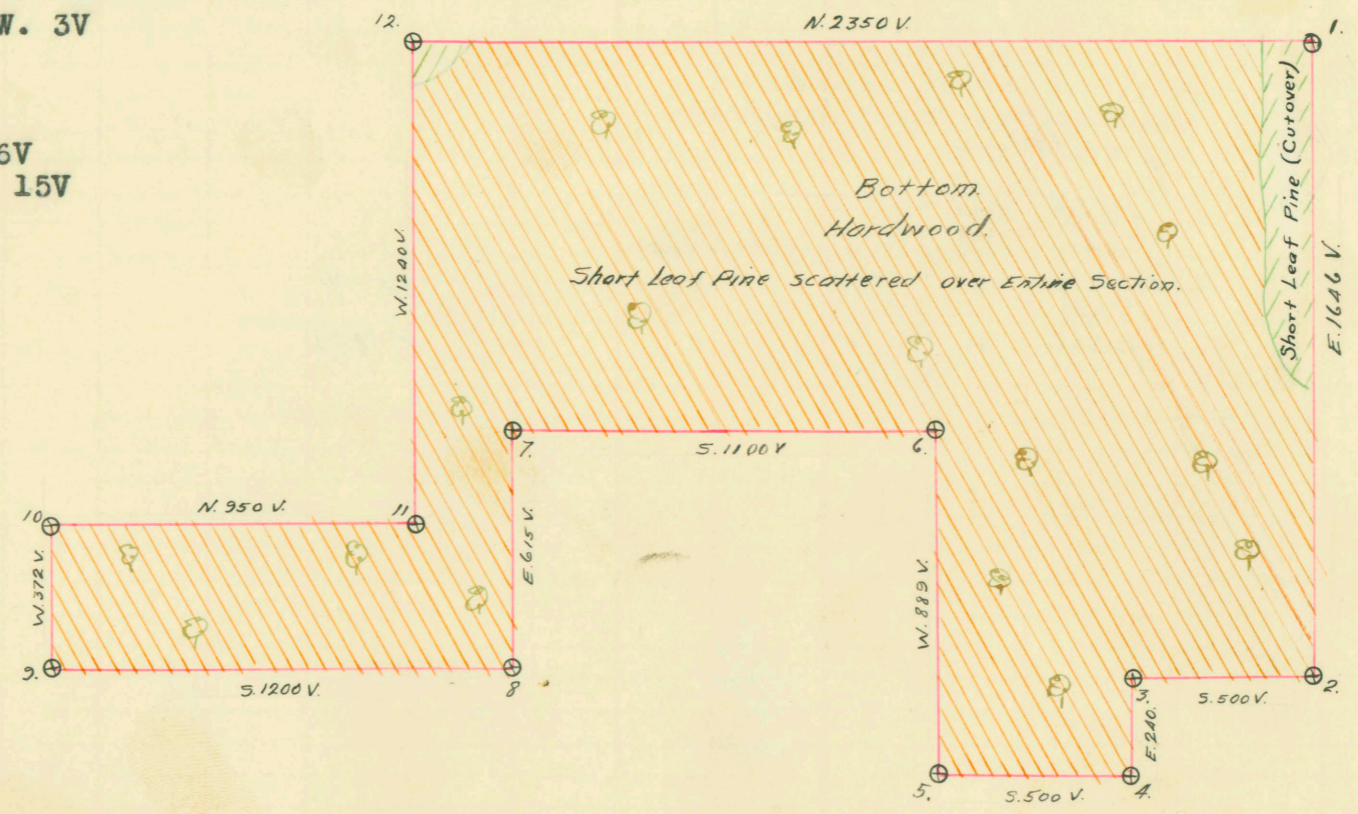 W. 3V
6V
15V
12.
N. 2350 V.
1.
Short Leaf Pine (Cutover)
E. 1646 V.
Bottom
Hardwood.
Short Leaf Pine scattered over Entire Section.
W. 1240 V.
7.
S. 1100 V
6.
10.
N. 950 V.
11
W. 372 V.
E. 615 V.
W. 889 V.
9.
S. 1200 V.
8
3.
S. 500 V.
2.
E. 240.
5.
S. 500 V.
4.